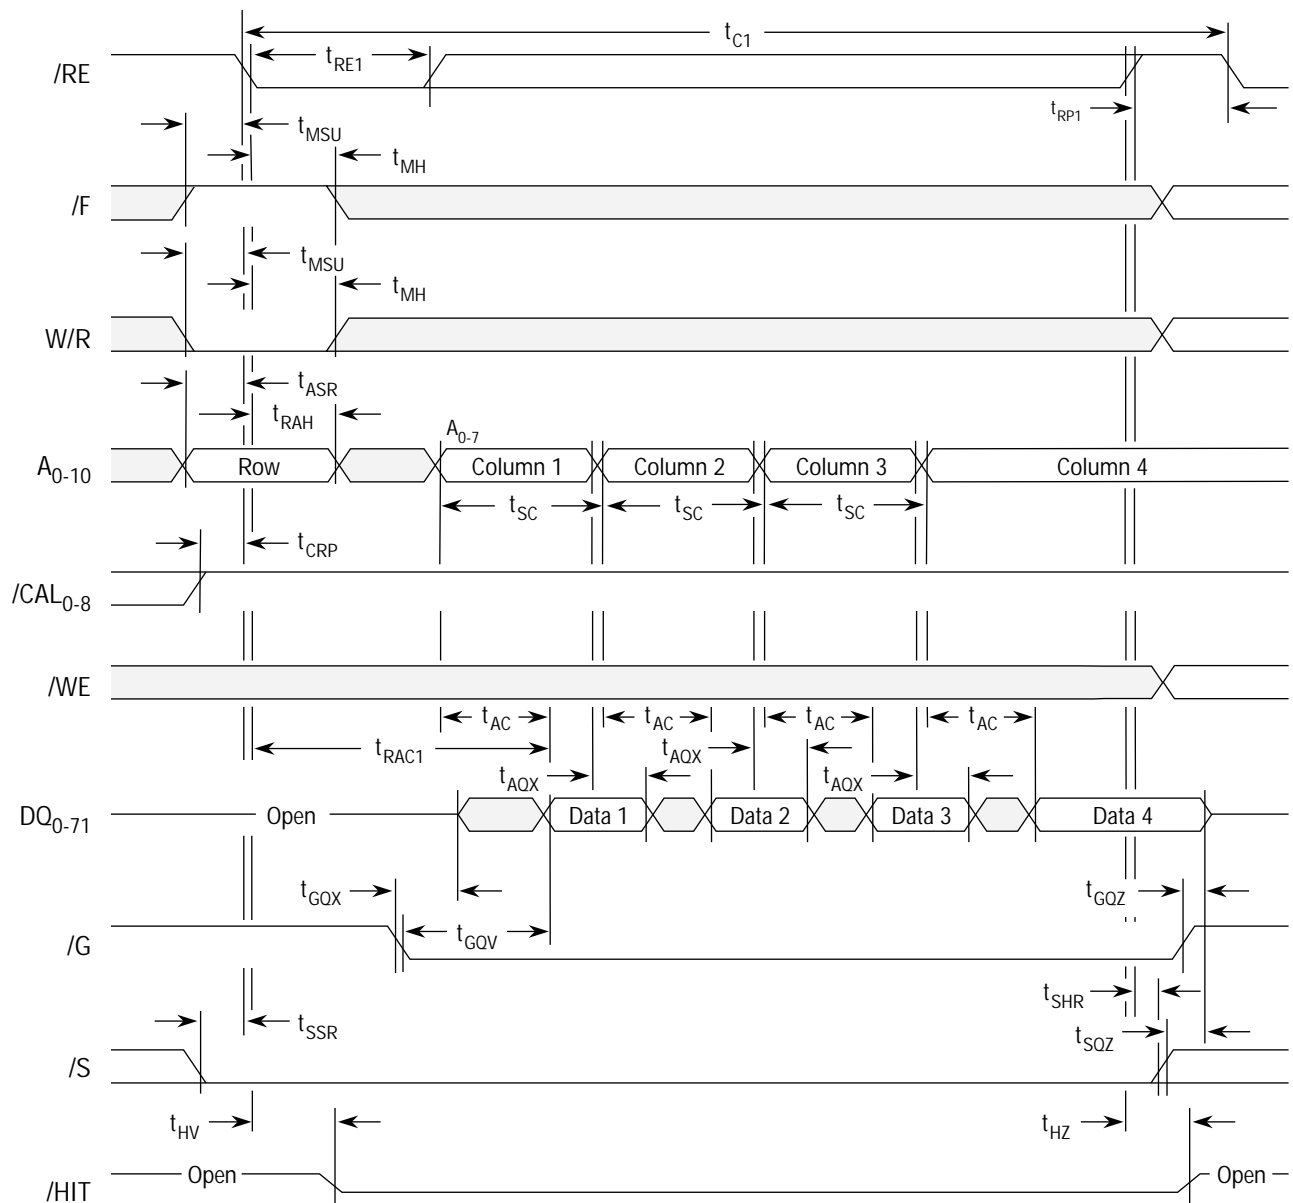 tC1
/RE
tRE1
tRP1
tMSU
tMH
/F
tMSU
tMH
W/R
tASR
tRAH
A0-7
A0-10
Row
Column 1
Column 2
Column 3
Column 4
tSC
tSC
tSC
tCRP
/CAL0-8
/WE
tAC
tAC
tAC
tAC
tRAC1
tAQX
tAQX
tAQX
DQ0-71
Open
Data 1
Data 2
Data 3
Data 4
tGQX
tGQZ
/G
tGQV
tSHR
tSSR
tSQZ
/S
tHV
tHZ
/HIT
Open
Open